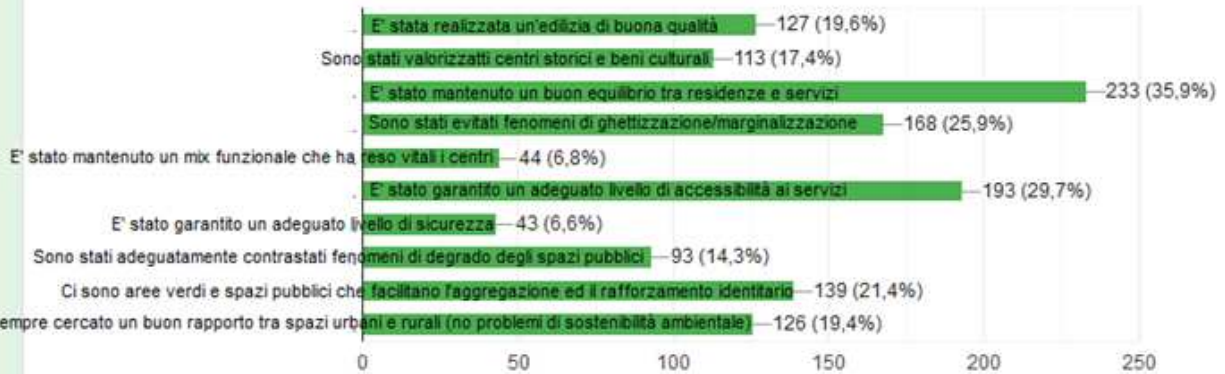 E' stata realizzata un'edilizia di buona qualità 127 (19,6%)
Sono stati valorizzatti centri storici e beni culturali 113 (17,4%)
E' stato mantenuto un buon equilibrio tra residenze e servizi 233 (35,9%)
Sono stati evitati fenomeni di ghettizzazione/marginalizzazione 168 (25,9%)
E' stato mantenuto un mix funzionale che ha reso vitali i centri 44 (6,8%)
E' stato garantito un adeguato livello di accessibilità ai servizi 193 (29,7%)
E' stato garantito un adeguato livello di sicurezza 43 (6,6%)
Sono stati adeguatamente contrastati fenomeni di degrado degli spazi pubblici 93 (14,3%)
Ci sono aree verdi e spazi pubblici che facilitano l'aggregazione ed il rafforzamento identitario 139 (21,4%)
empre cercato un buon rapporto tra spazi urbani e rurali (no problemi di sostenibilità ambientale) 126 (19,4%)
0 50 100 150 200 250